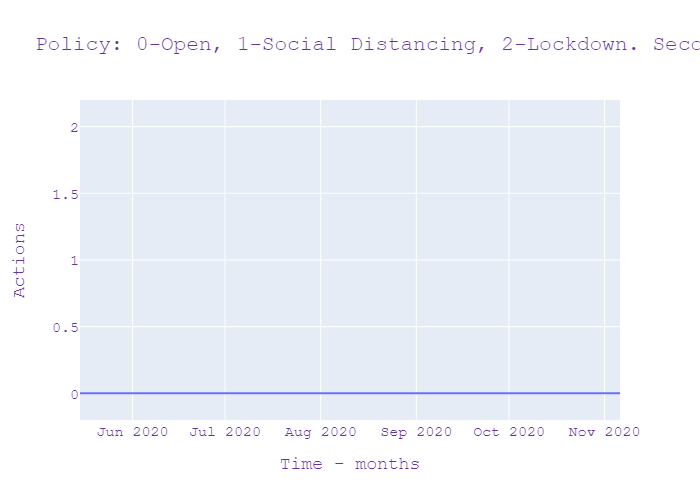 Policy: 0-Open, 1-Social Distancing, 2-Lockdown.
2
1.5
1
0.5
0
Actions
Jun 2020 Jul 2020 Aug 2020 Sep 2020 Oct 2020 Nov 2020
Time - months